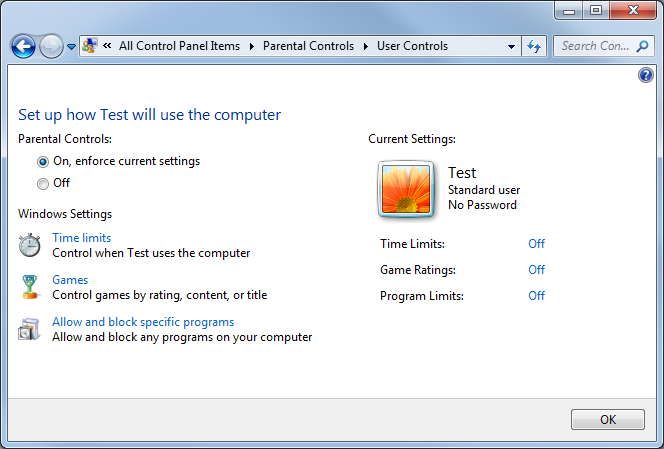 « All Control Panel Items Parental Controls User Controls
Search Con...
Set up how Test will use the computer
Parental Controls:
On, enforce current settings
Off
Windows Settings
Time limits
Control when Test uses the computer
Games
Control games by rating, content, or title
Allow and block specific programs
Allow and block any programs on your computer
Current Settings:
Test
Standard user
No Password
Time Limits: Off
Game Ratings: Off
Program Limits: Off
OK